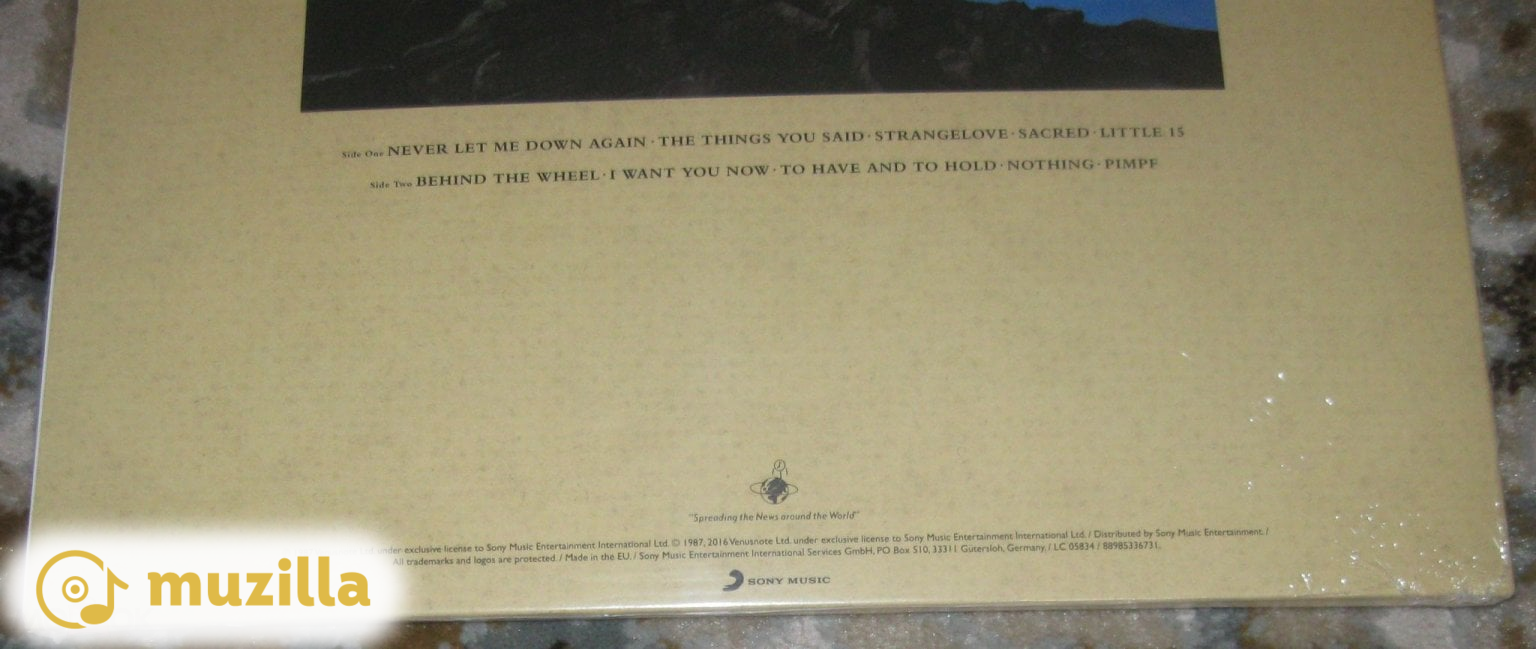 Side One NEVER LET ME DOWN AGAIN · THE THINGS YOU SAID · STRANGELOVE · SACRED · LITTLE 15
Side Two BEHIND THE WHEEL · I WANT YOU NOW · TO HAVE AND TO HOLD · NOTHING · PIMPF
"Spreading the News around the World"
under exclusive license to Sony Music Entertainment International Ltd. © 1987, 2016 Venusnote Ltd. under exclusive license to Sony Music Entertainment International Ltd. / Distributed by Sony Music Entertainment. /
All trademarks and logos are protected. / Made in the EU. / Sony Music Entertainment International Services GmbH, PO Box 510, 33311 Gütersloh, Germany. / LC 05834 / 88985336731.
SONY MUSIC
muzilla